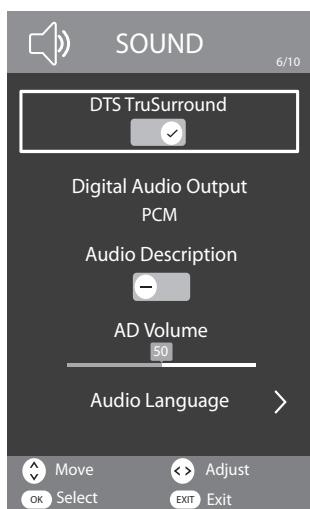 SOUND
6/10
DTS TruSurround
Digital Audio Output
PCM
Audio Description
AD Volume
50
Audio Language
Move
Adjust
OK Select
EXIT Exit